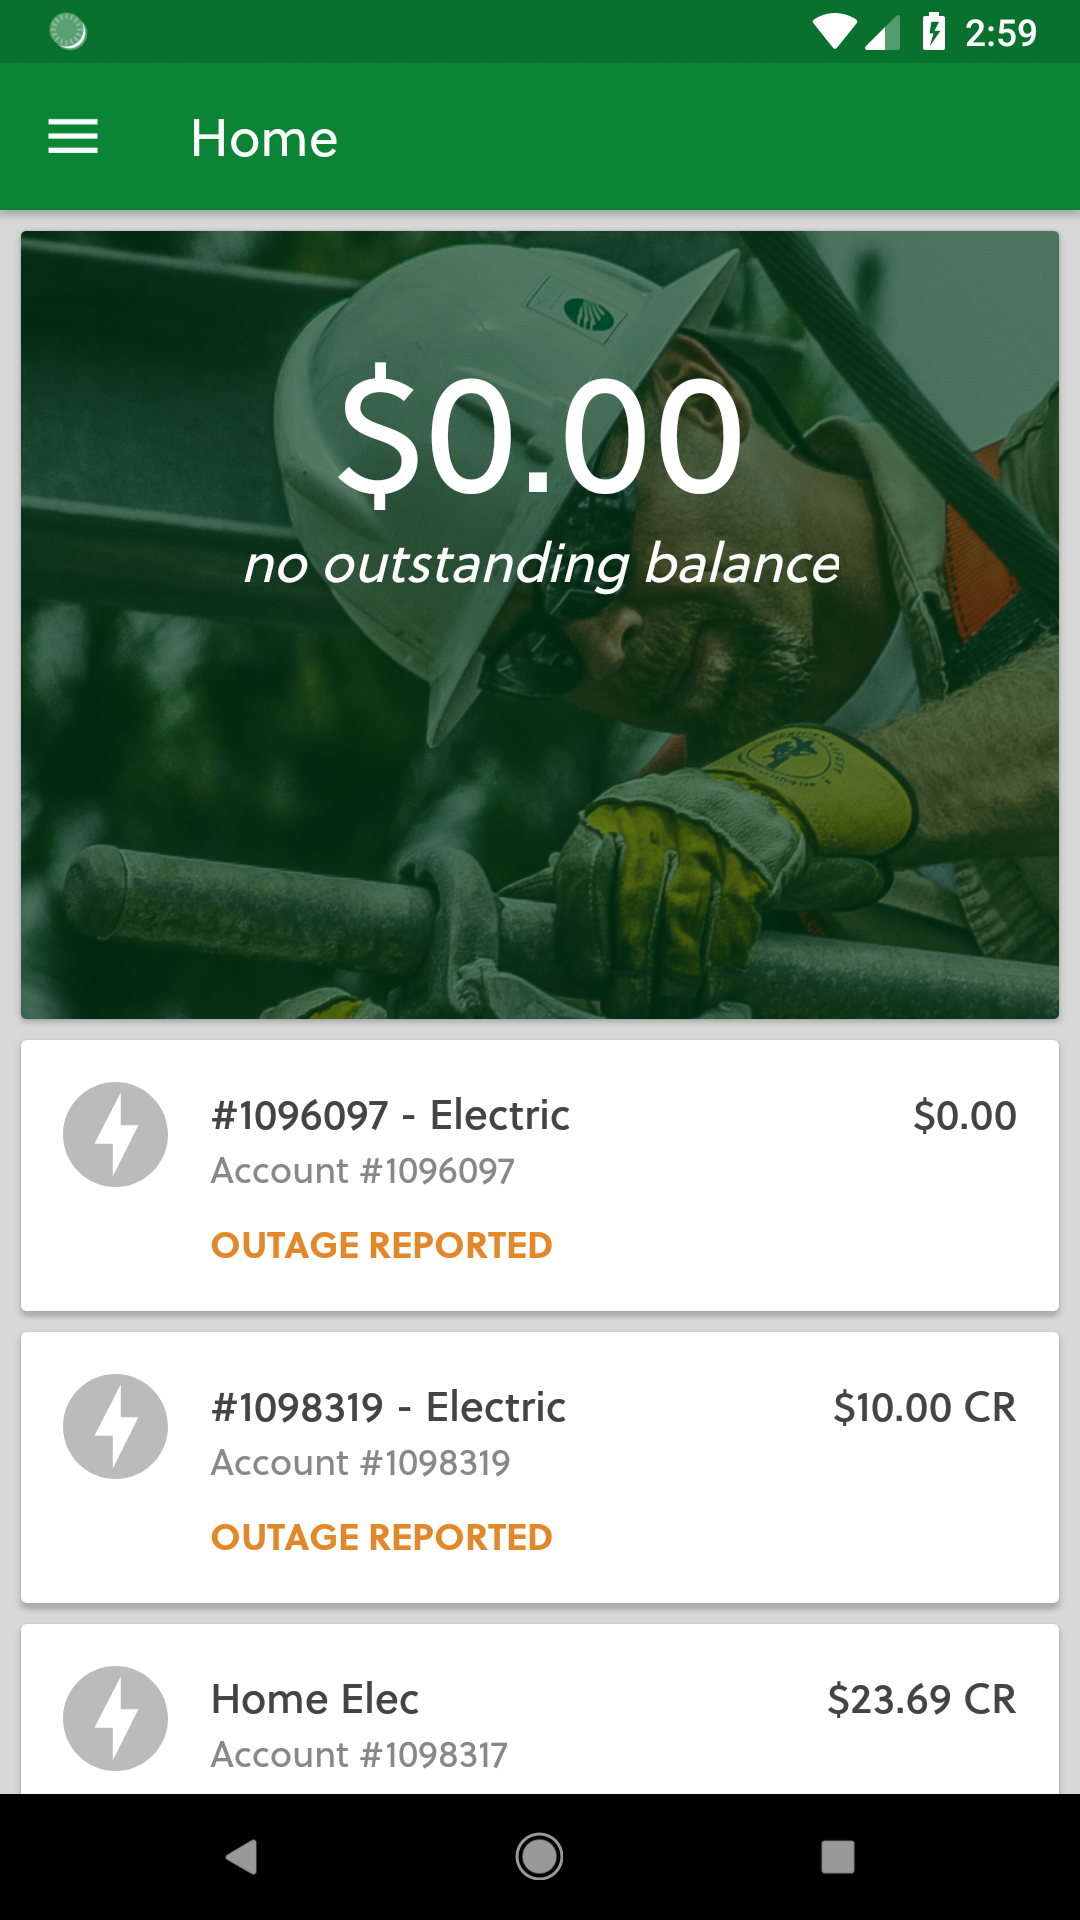 2:59
Home
$0.00
no outstanding balance
#1096097 - Electric
$0.00
Account #1096097
OUTAGE REPORTED
#1098319 - Electric
$10.00 CR
Account #1098319
OUTAGE REPORTED
Home Elec
$23.69 CR
Account #1098317